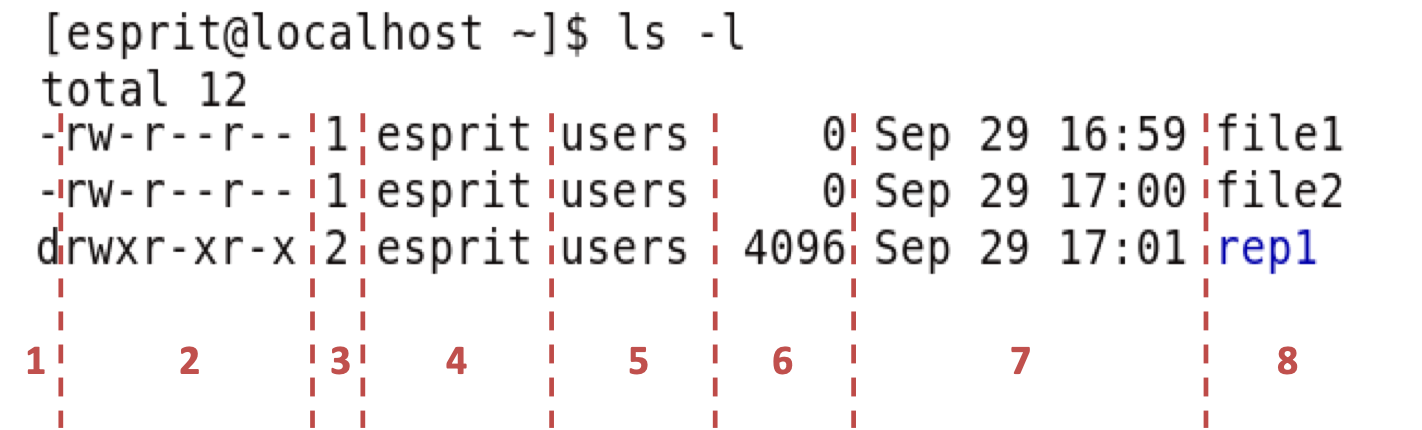 [esprit@localhost ~]$ ls -l
total 12
-rw-r--r-- 1 esprit users 0 Sep 29 16:59 file1
-rw-r--r-- 1 esprit users 0 Sep 29 17:00 file2
drwxr-xr-x 2 esprit users 4096 Sep 29 17:01 rep1
1 2 3 4 5 6 7 8